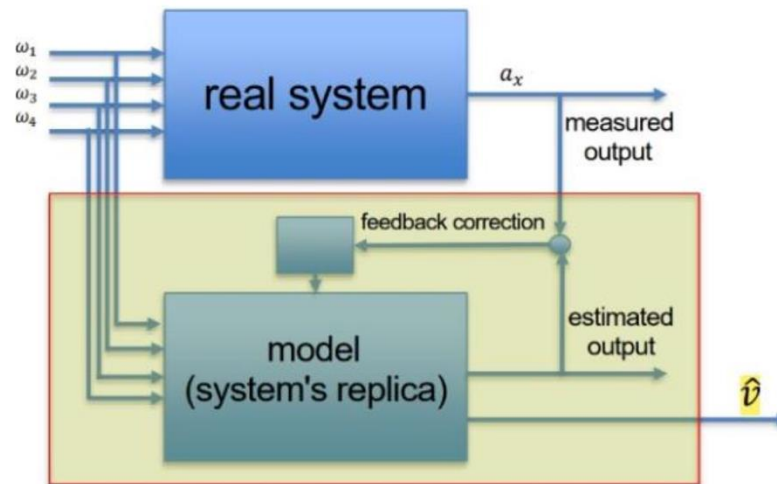 ω₁
ω₂
ω₃
ω₄
real system
aₓ
measured
output
feedback correction
model
(system's replica)
estimated
output
v̂